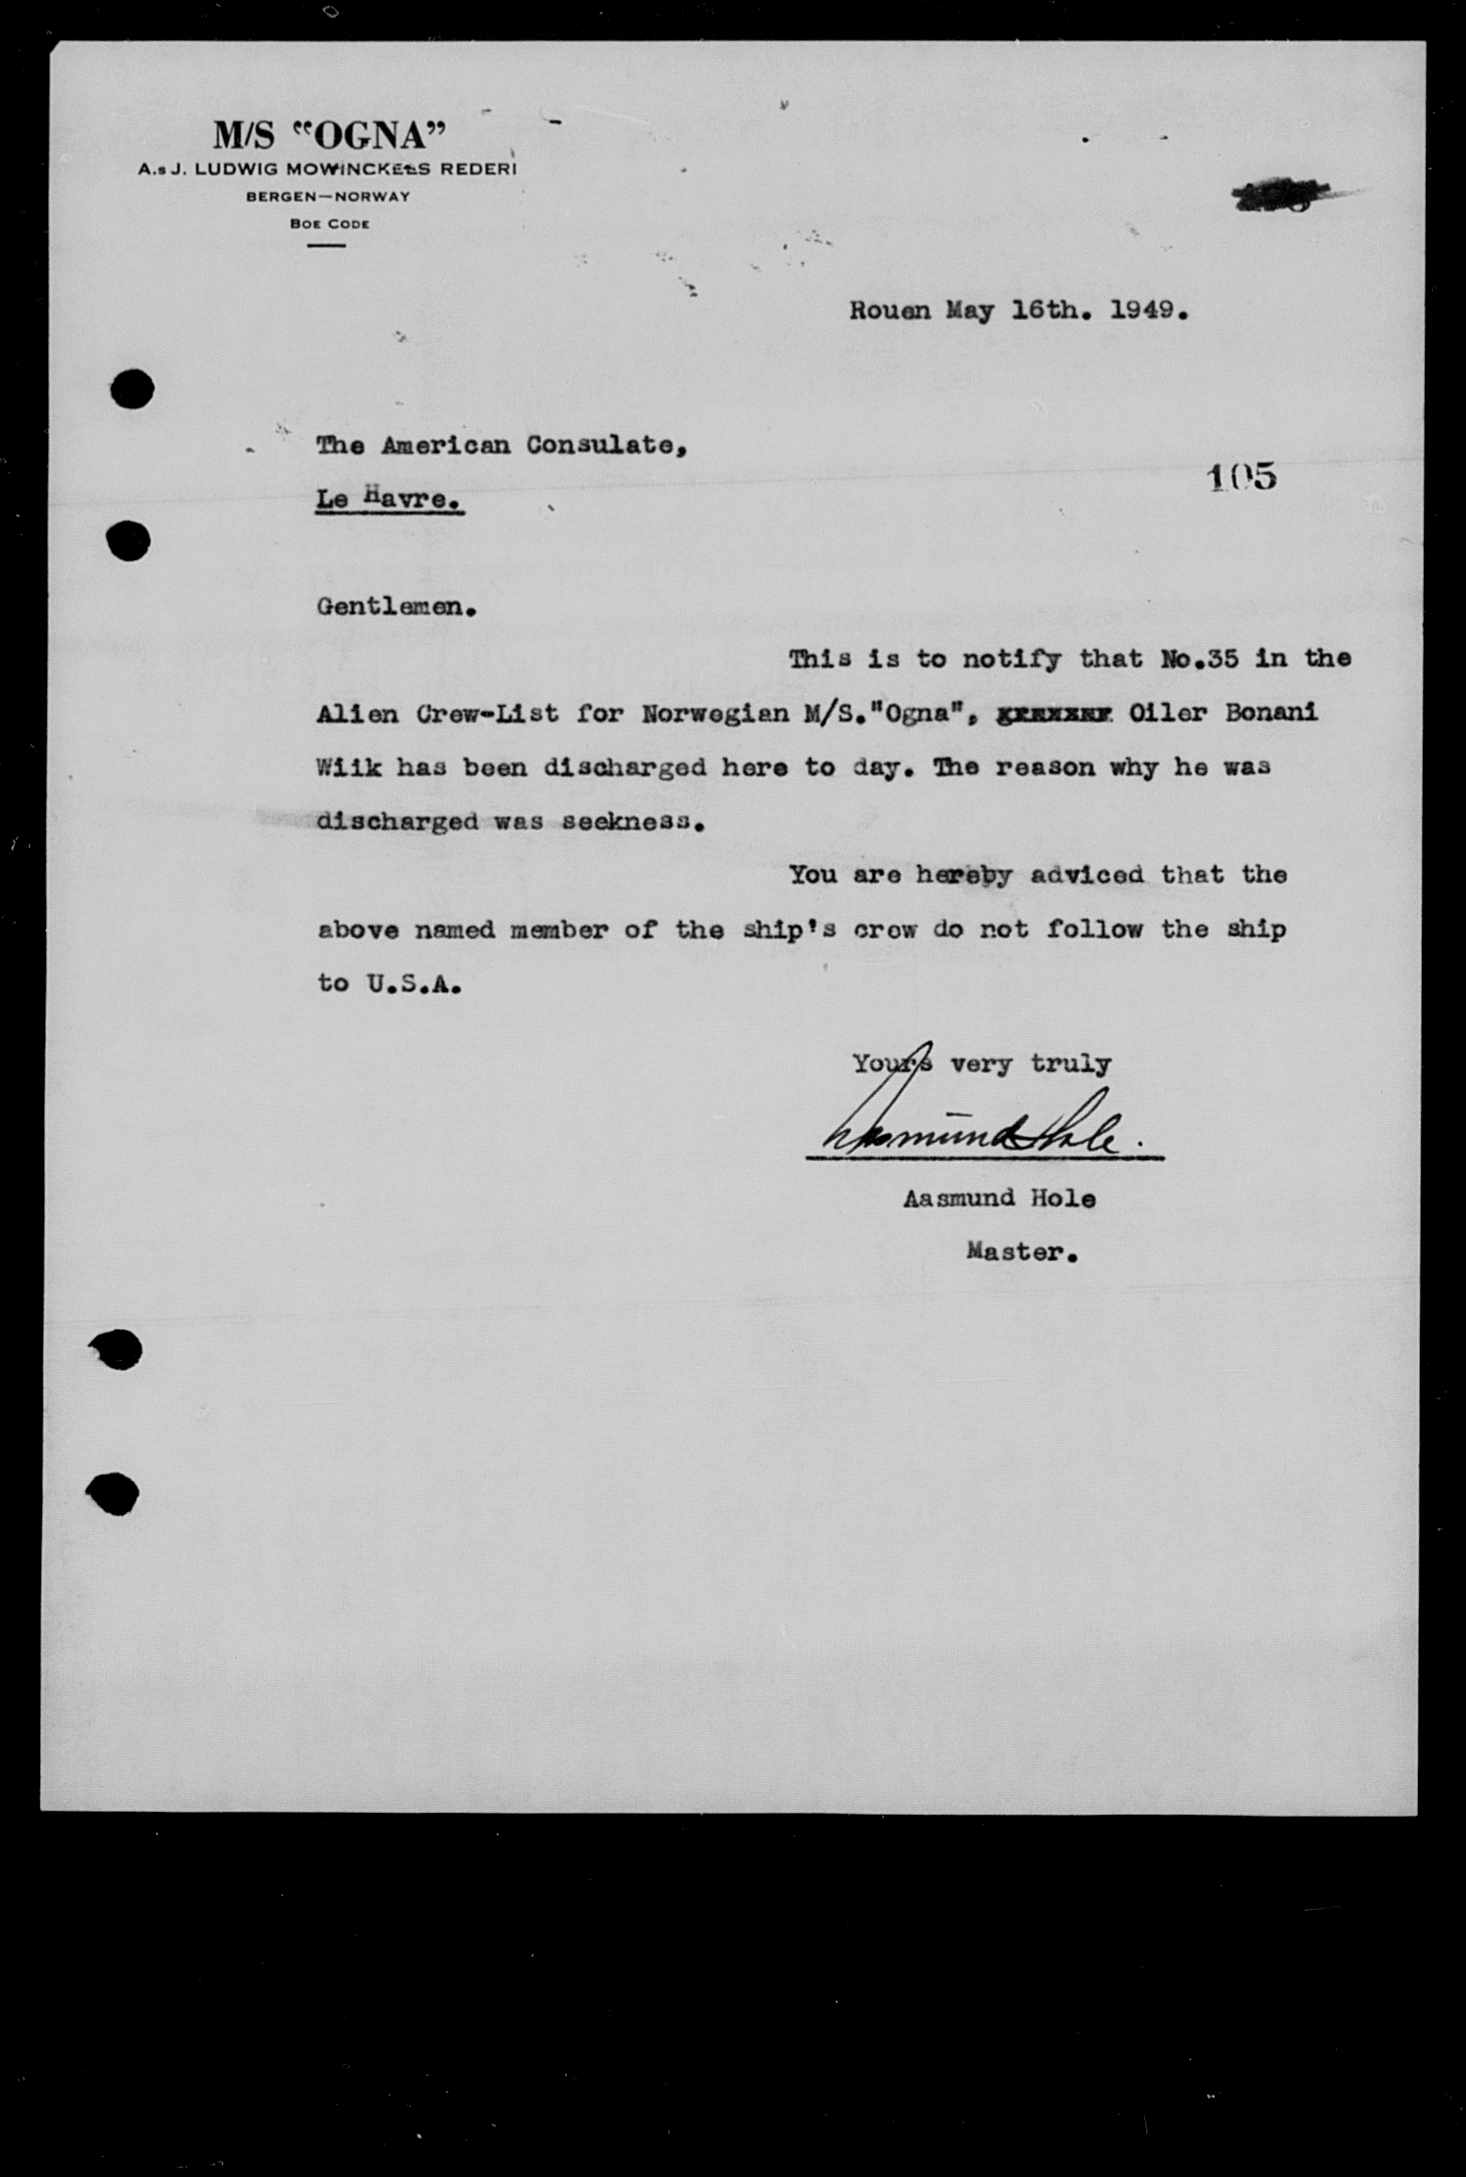 M/S “OGNA”
A.s J. LUDWIG MOWINCKELS REDERI
BERGEN—NORWAY
BOE CODE
Rouen May 16th. 1949.
The American Consulate,
105
Le Havre.
Gentlemen.
This is to notify that No.35 in the
Alien Crew-List for Norwegian M/S."Ogna", Oiler Bonani
Wiik has been discharged here to day. The reason why he was
discharged was seekness.
You are hereby adviced that the
above named member of the ship's crew do not follow the ship
to U.S.A.
Yours very truly
Aasmund Hole.
Aasmund Hole
Master.